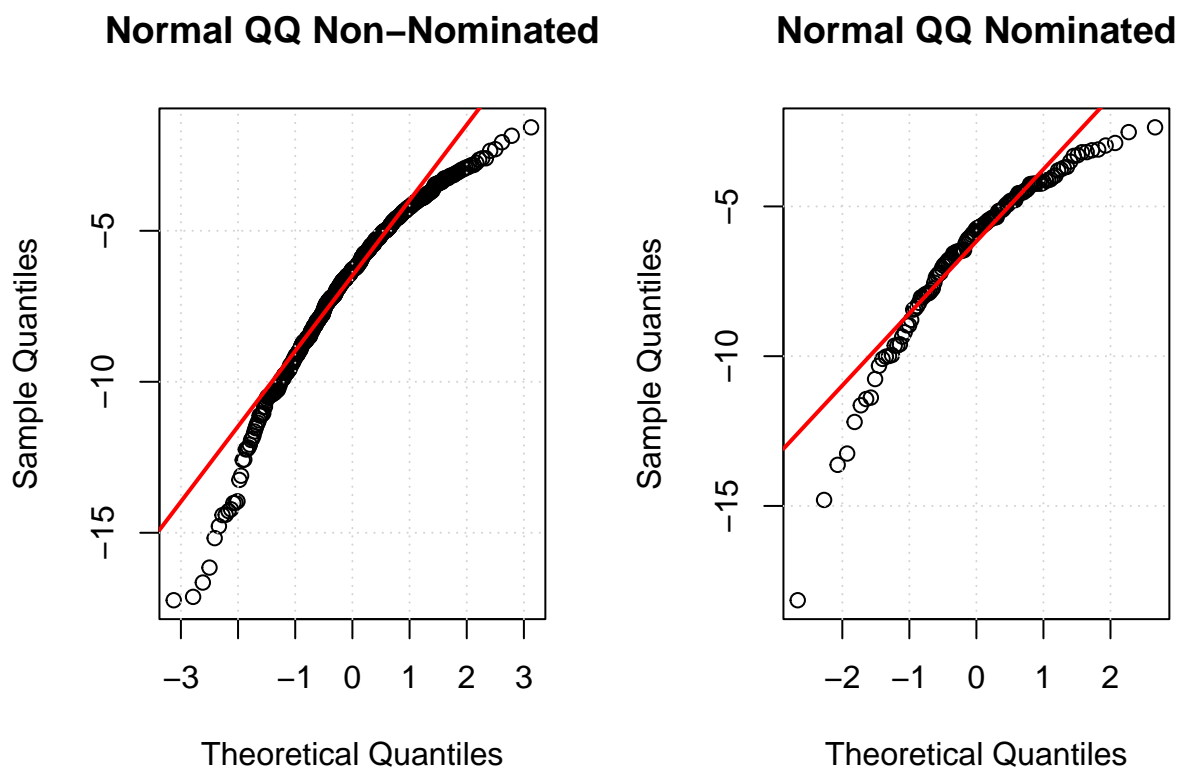 Normal QQ Non−Nominated
Sample Quantiles
−5
−10
−15
−3 −1 0 1 2 3
Theoretical Quantiles
Normal QQ Nominated
Sample Quantiles
−5
−10
−15
−2 −1 0 1 2
Theoretical Quantiles